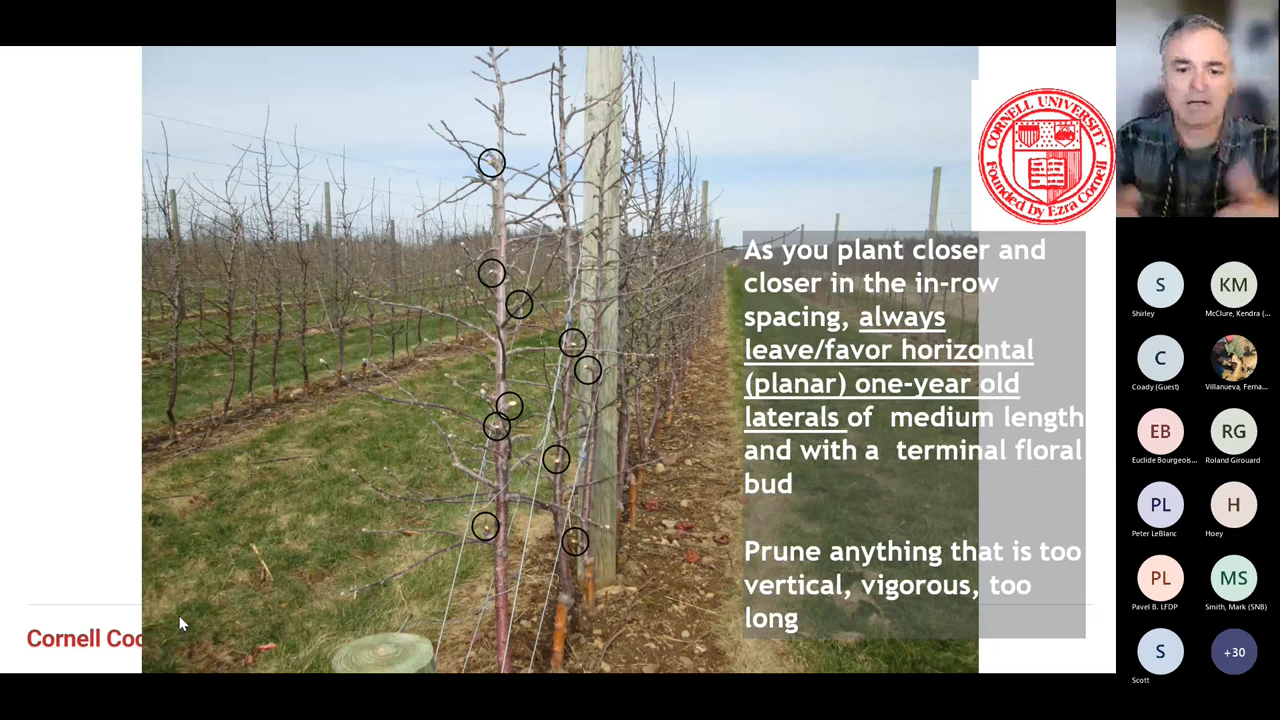 CORNELL UNIVERSITY
Founded by Ezra Cornell
As you plant closer and
closer in the in-row
spacing, always
leave/favor horizontal
(planar) one-year old
laterals of medium length
and with a terminal floral
bud
Prune anything that is too
vertical, vigorous, too
long
Cornell Coo
S
Shirley
KM
McClure, Kendra (...
C
Coady (Guest)
Villanueva, Ferna...
EB
Euclide Bourgeois...
RG
Roland Girouard
PL
Peter LeBlanc
H
Hoey
PL
Pavel B. LFDP
MS
Smith, Mark (SNB)
S
Scott
+30